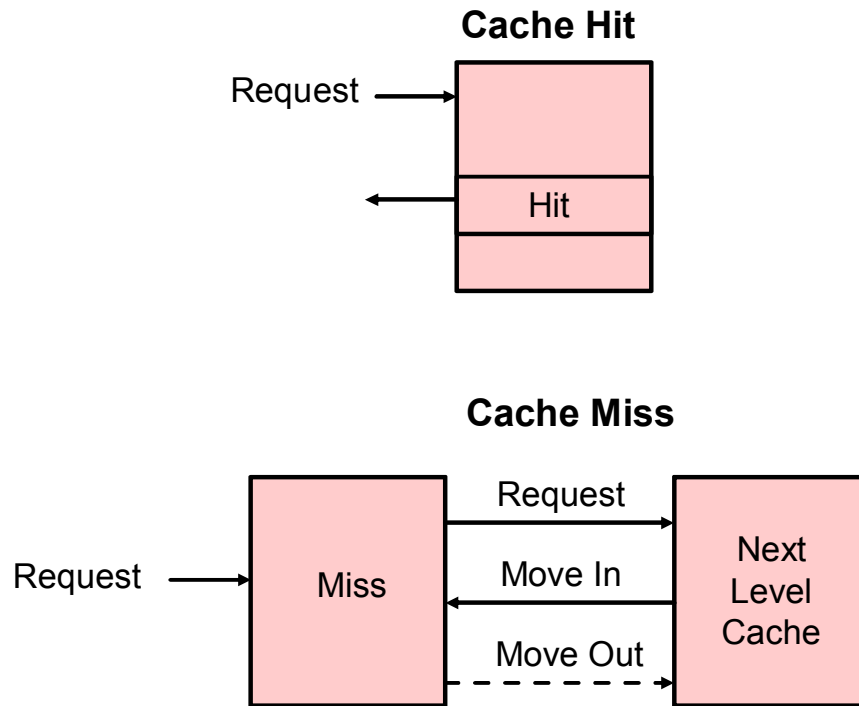 Cache Hit
Request
Hit
Cache Miss
Request
Miss
Request
Move In
Move Out
Next
Level
Cache